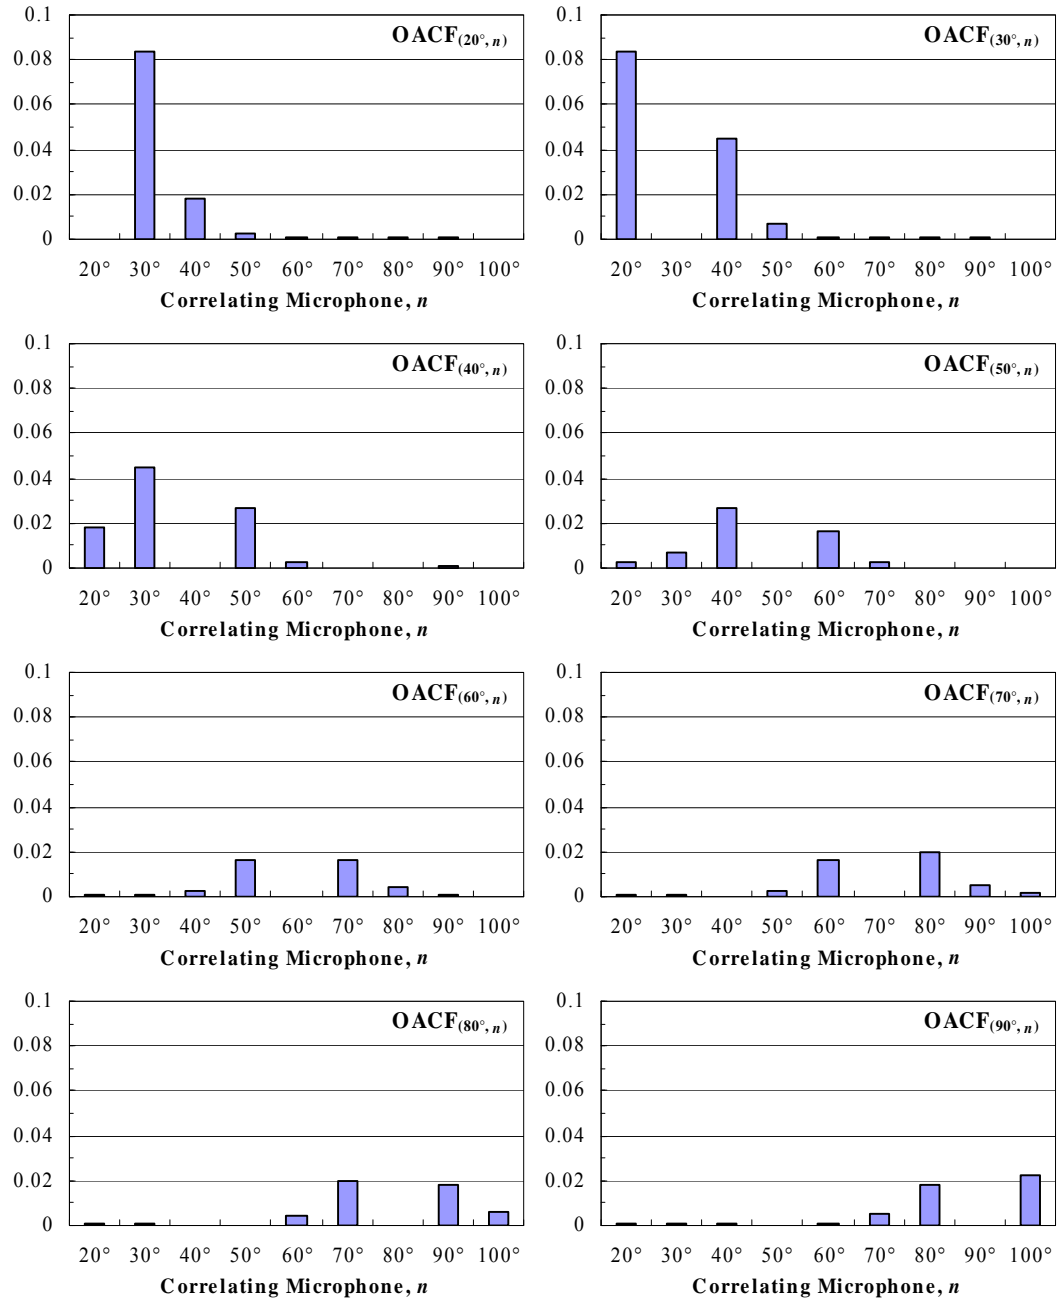 OACF(20°, n)
0.1
0.08
0.06
0.04
0.02
0
20° 30° 40° 50° 60° 70° 80° 90° 100°
Correlating Microphone, n
OACF(30°, n)
0.1
0.08
0.06
0.04
0.02
0
20° 30° 40° 50° 60° 70° 80° 90° 100°
Correlating Microphone, n
OACF(40°, n)
0.1
0.08
0.06
0.04
0.02
0
20° 30° 40° 50° 60° 70° 80° 90° 100°
Correlating Microphone, n
OACF(50°, n)
0.1
0.08
0.06
0.04
0.02
0
20° 30° 40° 50° 60° 70° 80° 90° 100°
Correlating Microphone, n
OACF(60°, n)
0.1
0.08
0.06
0.04
0.02
0
20° 30° 40° 50° 60° 70° 80° 90° 100°
Correlating Microphone, n
OACF(70°, n)
0.1
0.08
0.06
0.04
0.02
0
20° 30° 40° 50° 60° 70° 80° 90° 100°
Correlating Microphone, n
OACF(80°, n)
0.1
0.08
0.06
0.04
0.02
0
20° 30° 40° 50° 60° 70° 80° 90° 100°
Correlating Microphone, n
OACF(90°, n)
0.1
0.08
0.06
0.04
0.02
0
20° 30° 40° 50° 60° 70° 80° 90° 100°
Correlating Microphone, n